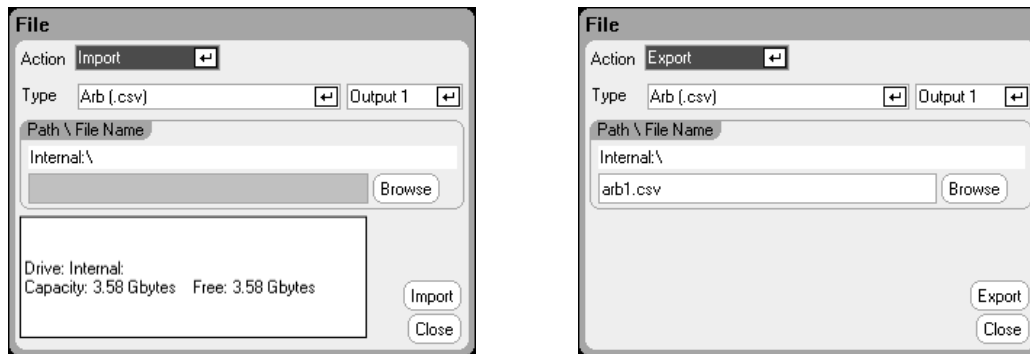 File
Action Import
Type Arb (.csv) Output 1
Path \ File Name
Internal:\
Browse
Drive: Internal:
Capacity: 3.58 Gbytes Free: 3.58 Gbytes
Import
Close
File
Action Export
Type Arb (.csv) Output 1
Path \ File Name
Internal:\
arb1.csv Browse
Export
Close